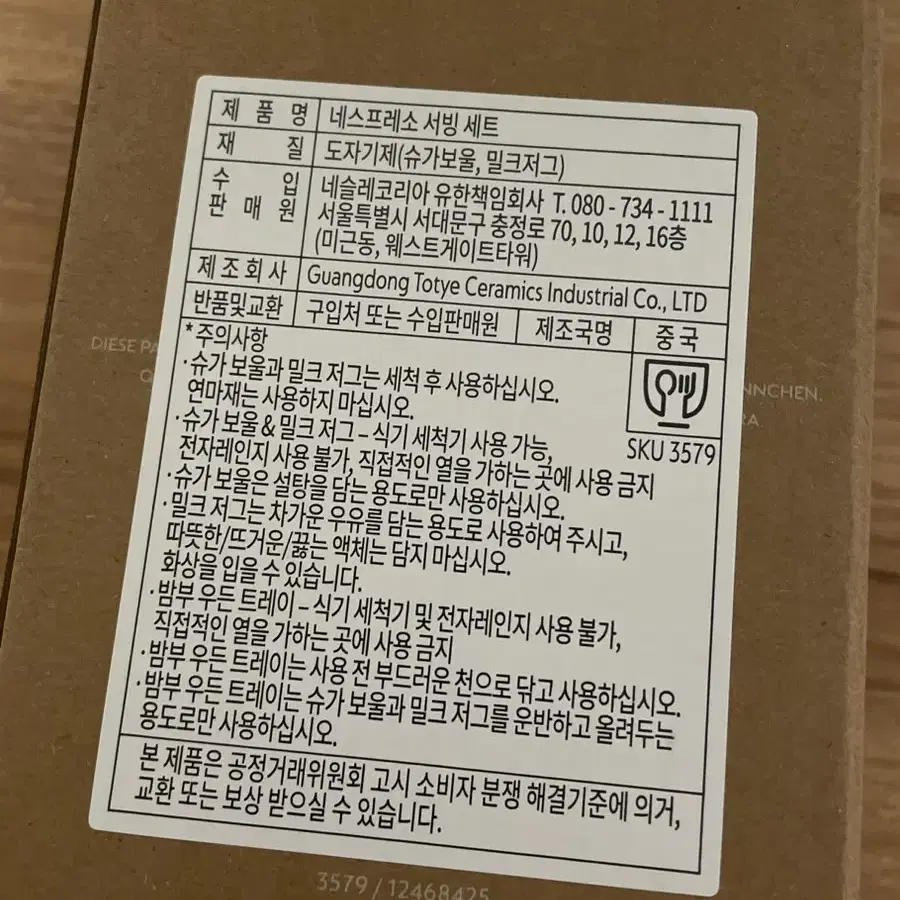 제품명 네스프레소 서빙 세트
재질 도자기제(슈가보울, 밀크저그)
수입 판매원 네슬레코리아 유한책임회사 T. 080 - 734 - 1111
서울특별시 서대문구 충정로 70, 10, 12, 16층
(미근동, 웨스트게이트타워)
제조회사 Guangdong Totye Ceramics Industrial Co., LTD
반품및교환 구입처 또는 수입판매원 제조국명 중국
* 주의사항
· 슈가 보울과 밀크 저그는 세척 후 사용하십시오.
연마재는 사용하지 마십시오.
· 슈가 보울 & 밀크 저그 – 식기 세척기 사용 가능,
전자레인지 사용 불가, 직접적인 열을 가하는 곳에 사용 금지
· 슈가 보울은 설탕을 담는 용도로만 사용하십시오.
· 밀크 저그는 차가운 우유를 담는 용도로 사용하여 주시고,
따뜻한/뜨거운/끓는 액체는 담지 마십시오.
화상을 입을 수 있습니다.
· 밤부 우든 트레이 – 식기 세척기 및 전자레인지 사용 불가,
직접적인 열을 가하는 곳에 사용 금지
· 밤부 우든 트레이는 사용 전 부드러운 천으로 닦고 사용하십시오.
· 밤부 우든 트레이는 슈가 보울과 밀크 저그를 운반하고 올려두는
용도로만 사용하십시오.
SKU 3579
본 제품은 공정거래위원회 고시 소비자 분쟁 해결기준에 의거,
교환 또는 보상 받으실 수 있습니다.
DIESE
3579 / 12468425